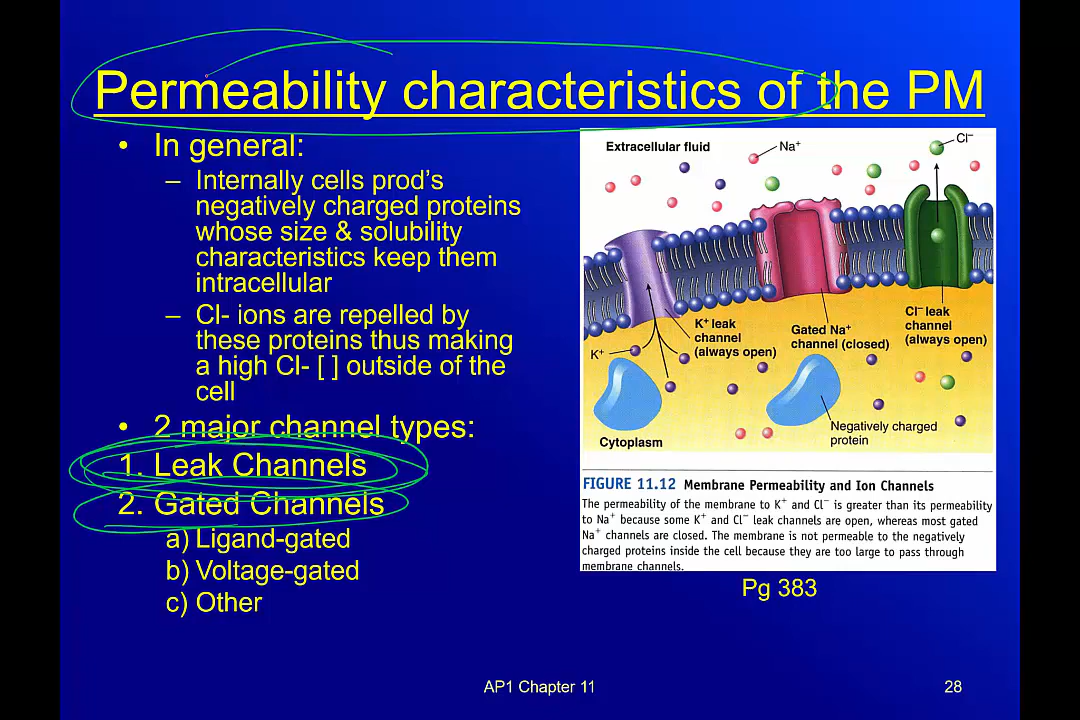 Permeability characteristics of the PM
• In general:
– Internally cells prod's
negatively charged proteins
whose size & solubility
characteristics keep them
intracellular
– Cl- ions are repelled by
these proteins thus making
a high Cl- [ ] outside of the
cell
• 2 major channel types:
1. Leak Channels
2. Gated Channels
a) Ligand-gated
b) Voltage-gated
c) Other
Extracellular fluid
Na⁺
Cl⁻
K⁺
K⁺ leak
channel
(always open)
Gated Na⁺
channel (closed)
Cl⁻ leak
channel
(always open)
Cytoplasm
Negatively charged
protein
FIGURE 11.12 Membrane Permeability and Ion Channels
The permeability of the membrane to K⁺ and Cl⁻ is greater than its permeability
to Na⁺ because some K⁺ and Cl⁻ leak channels are open, whereas most gated
Na⁺ channels are closed. The membrane is not permeable to the negatively
charged proteins inside the cell because they are too large to pass through
membrane channels.
Pg 383
AP1 Chapter 11
28